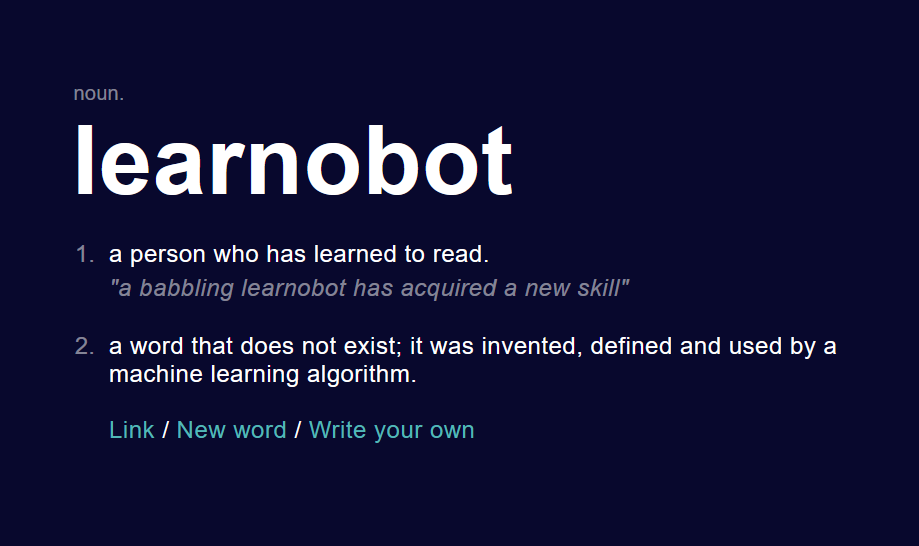 noun.
learnobot
1. a person who has learned to read.
"a babbling learnobot has acquired a new skill"
2. a word that does not exist; it was invented, defined and used by a
machine learning algorithm.
Link / New word / Write your own